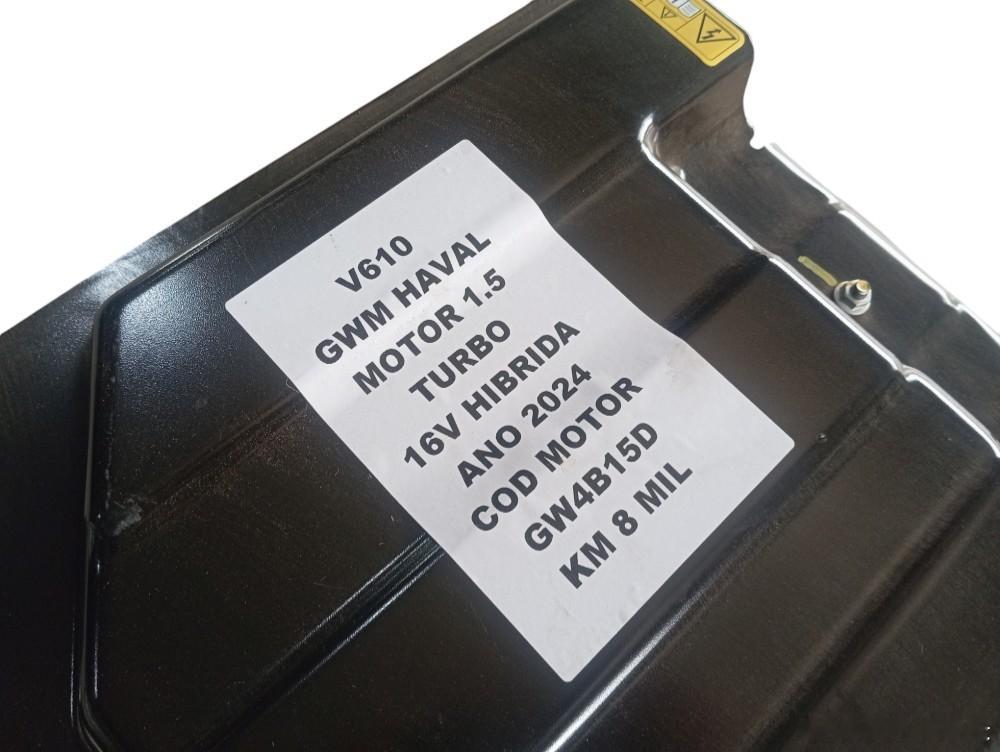 V610
GWM HAVAL
MOTOR 1.5
TURBO
16V HIBRIDA
ANO 2024
COD MOTOR
GW4B15D
KM 8 MIL